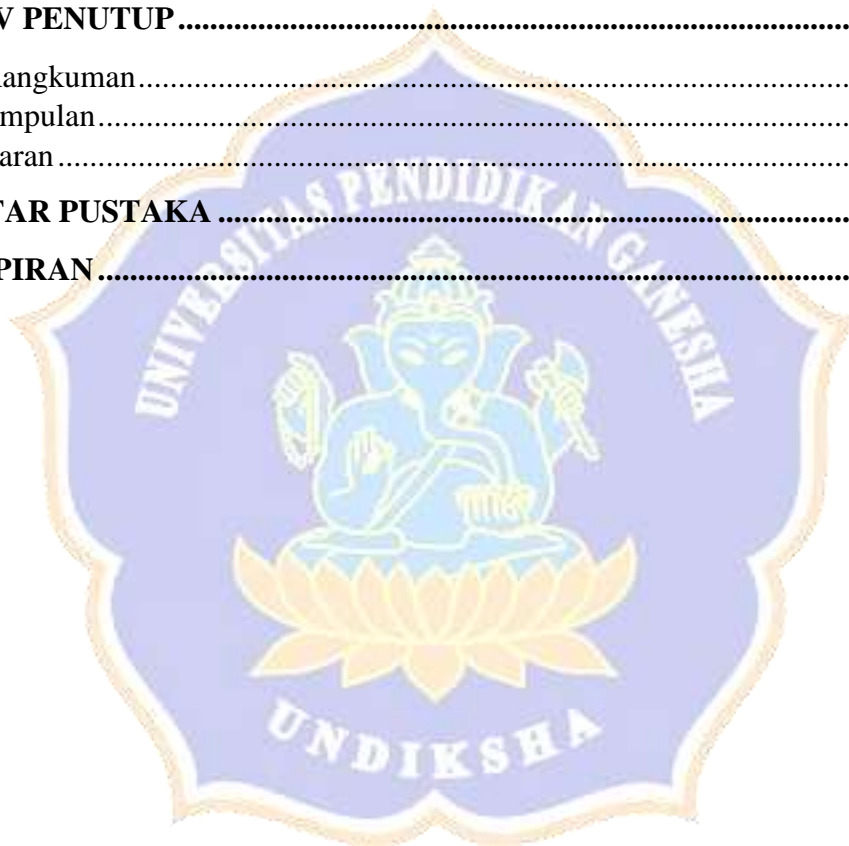 V PENUTUP ..........................................................................................
angkuman..........................................................................................
mpulan..........................................................................................
aran ..........................................................................................
TAR PUSTAKA ..........................................................................................
PIRAN..........................................................................................
UNIVERSITAS PENDIDIKAN GANESHA
UNDIKSHA